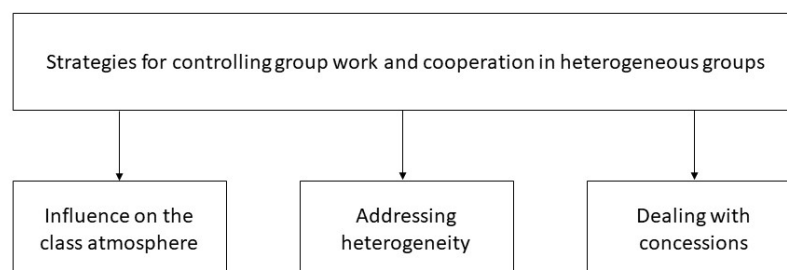 Strategies for controlling group work and cooperation in heterogeneous groups
Influence on the
class atmosphere
Addressing
heterogeneity
Dealing with
concessions